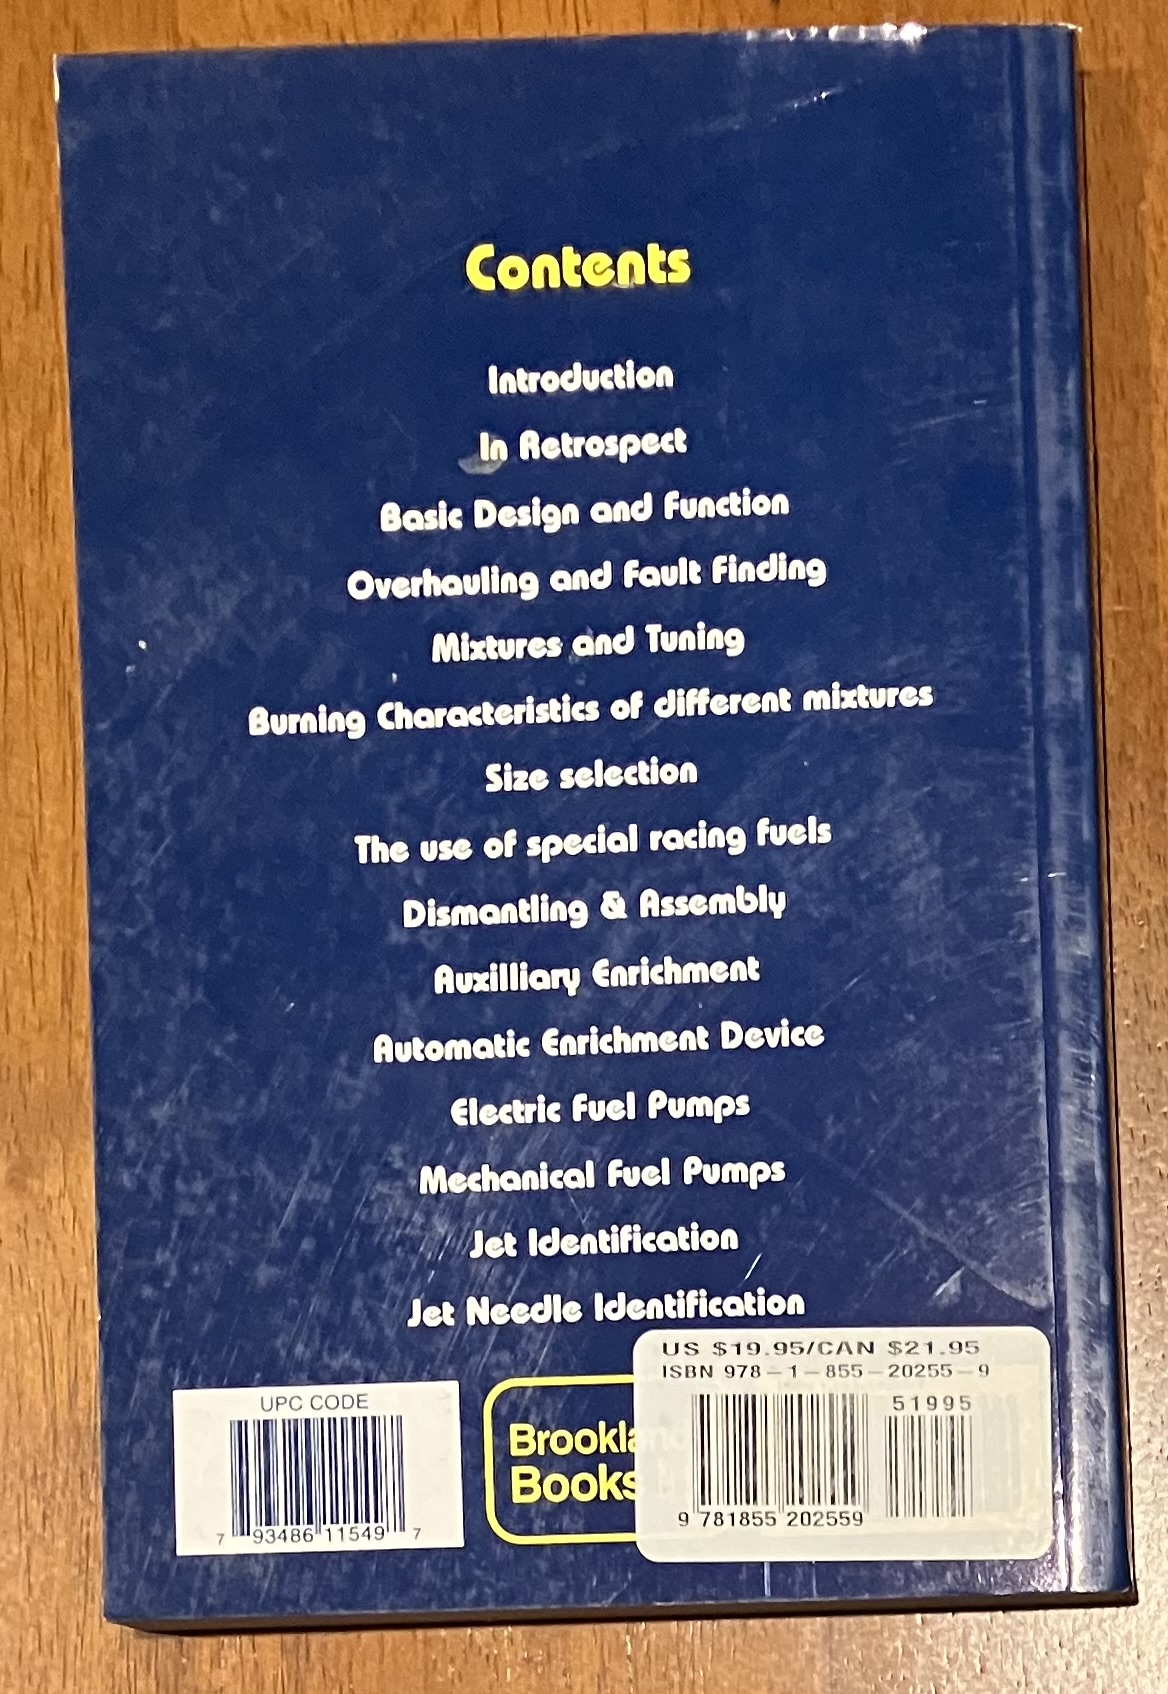 Contents
Introduction
In Retrospect
Basic Design and Function
Overhauling and Fault Finding
Mixtures and Tuning
Burning Characteristics of different mixtures
Size selection
The use of special racing fuels
Dismantling & Assembly
Auxilliary Enrichment
Automatic Enrichment Device
Electric Fuel Pumps
Mechanical Fuel Pumps
Jet Identification
Jet Needle Identification
UPC CODE
7 93486 11549 7
Brookla
Books
US $19.95/CAN $21.95
ISBN 978-1-855-20255-9
51995
9 781855 202559